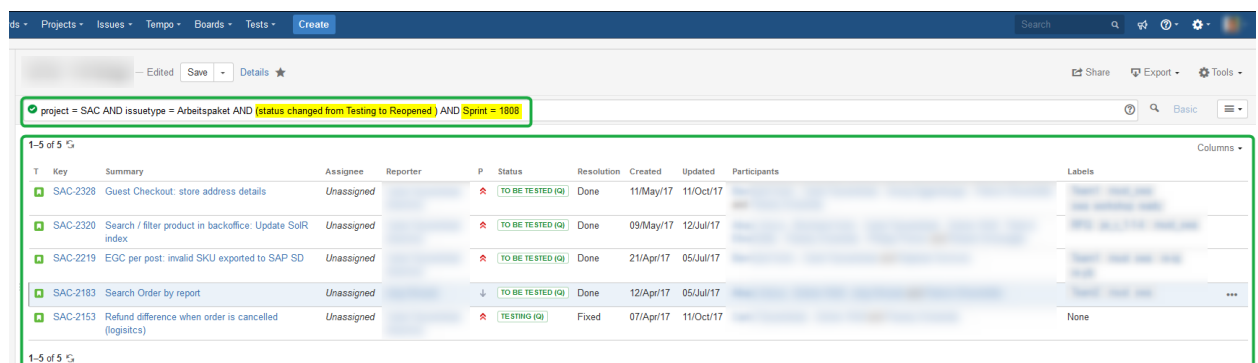 ds Projects Issues Tempo Boards Tests Create Search
— Edited Save Details Share Export Tools
project = SAC AND issuetype = Arbeitspaket AND (status changed from Testing to Reopened ) AND Sprint = 1808 Basic
1–5 of 5 Columns
T Key Summary Assignee Reporter P Status Resolution Created Updated Participants Labels
SAC-2328 Guest Checkout: store address details Unassigned TO BE TESTED (Q) Done 11/May/17 11/Oct/17
SAC-2320 Search / filter product in backoffice: Update SolR Unassigned TO BE TESTED (Q) Done 09/May/17 12/Jul/17
index
SAC-2219 EGC per post: invalid SKU exported to SAP SD Unassigned TO BE TESTED (Q) Done 21/Apr/17 05/Jul/17
SAC-2183 Search Order by report Unassigned TO BE TESTED (Q) Done 12/Apr/17 05/Jul/17
SAC-2153 Refund difference when order is cancelled Unassigned TESTING (Q) Fixed 07/Apr/17 11/Oct/17 None
(logisitcs)
1–5 of 5